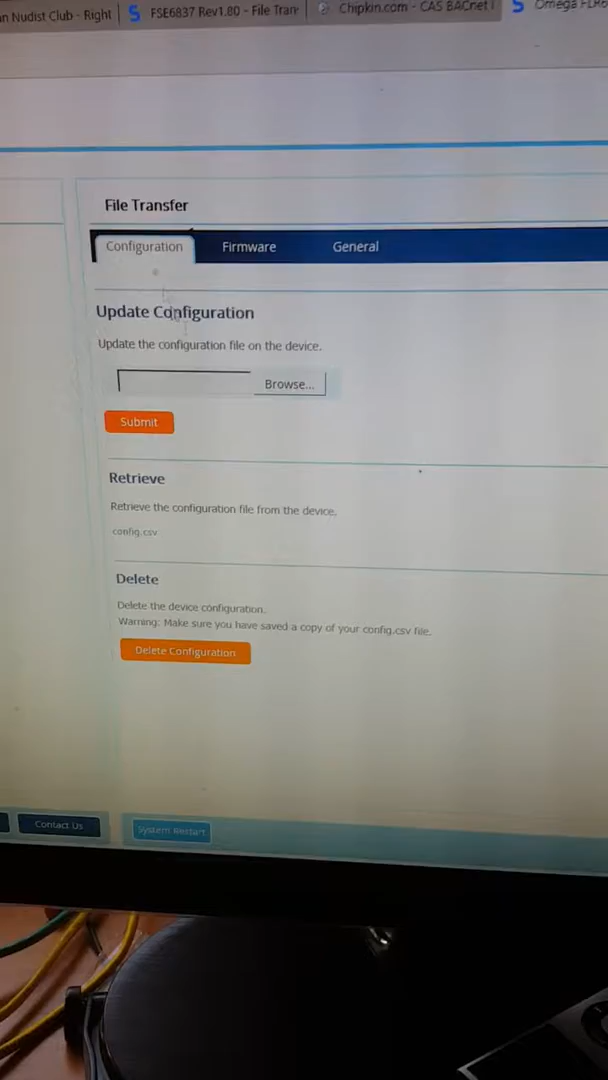 n Nudist Club - Right
FSE6837 Rev1.80 - File Tran
Chipkin.com - CAS BACnet
Omega FLR6
File Transfer
Configuration
Firmware
General
Update Configuration
Update the configuration file on the device.
Browse...
Submit
Retrieve
Retrieve the configuration file from the device.
config.csv
Delete
Delete the device configuration.
Warning: Make sure you have saved a copy of your config.csv file.
Delete Configuration
Contact Us
System Restart